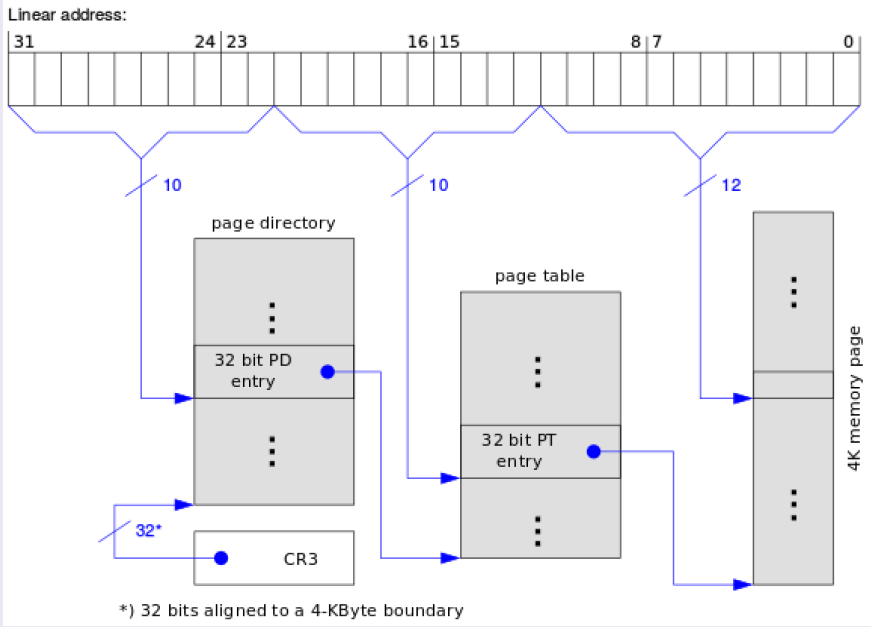 Linear address:
31 24 23 16 15 8 7 0
10 10 12
page directory
page table
32 bit PD
entry
32 bit PT
entry
4K memory page
32*
CR3
*) 32 bits aligned to a 4-KByte boundary